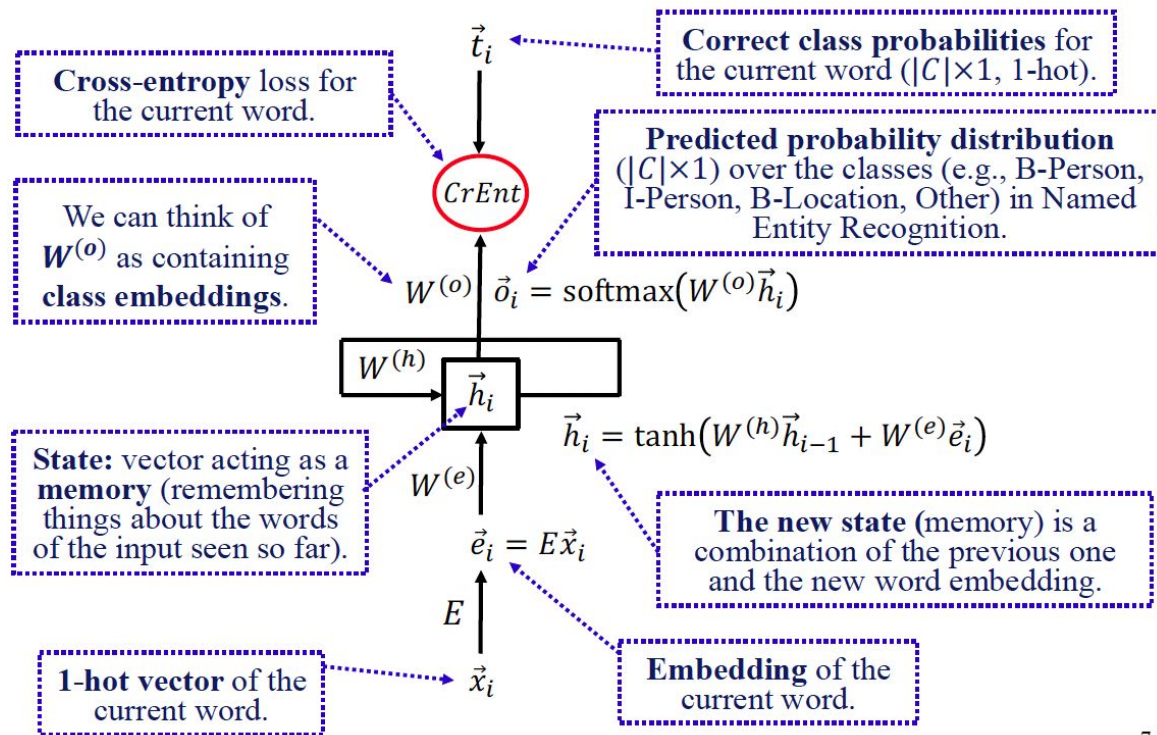 t⃗ᵢ
Correct class probabilities for
the current word (|C|×1, 1-hot).
Cross-entropy loss for
the current word.
Predicted probability distribution
(|C|×1) over the classes (e.g., B-Person,
I-Person, B-Location, Other) in Named
Entity Recognition.
CrEnt
We can think of
W⁽ᵒ⁾ as containing
class embeddings.
W⁽ᵒ⁾ o⃗ᵢ = softmax(W⁽ᵒ⁾h⃗ᵢ)
W⁽ʰ⁾
h⃗ᵢ
h⃗ᵢ = tanh(W⁽ʰ⁾h⃗ᵢ₋₁ + W⁽ᵉ⁾e⃗ᵢ)
State: vector acting as a
memory (remembering
things about the words
of the input seen so far).
W⁽ᵉ⁾
The new state (memory) is a
combination of the previous one
and the new word embedding.
e⃗ᵢ = Ex⃗ᵢ
E
1-hot vector of the
current word.
x⃗ᵢ
Embedding of the
current word.